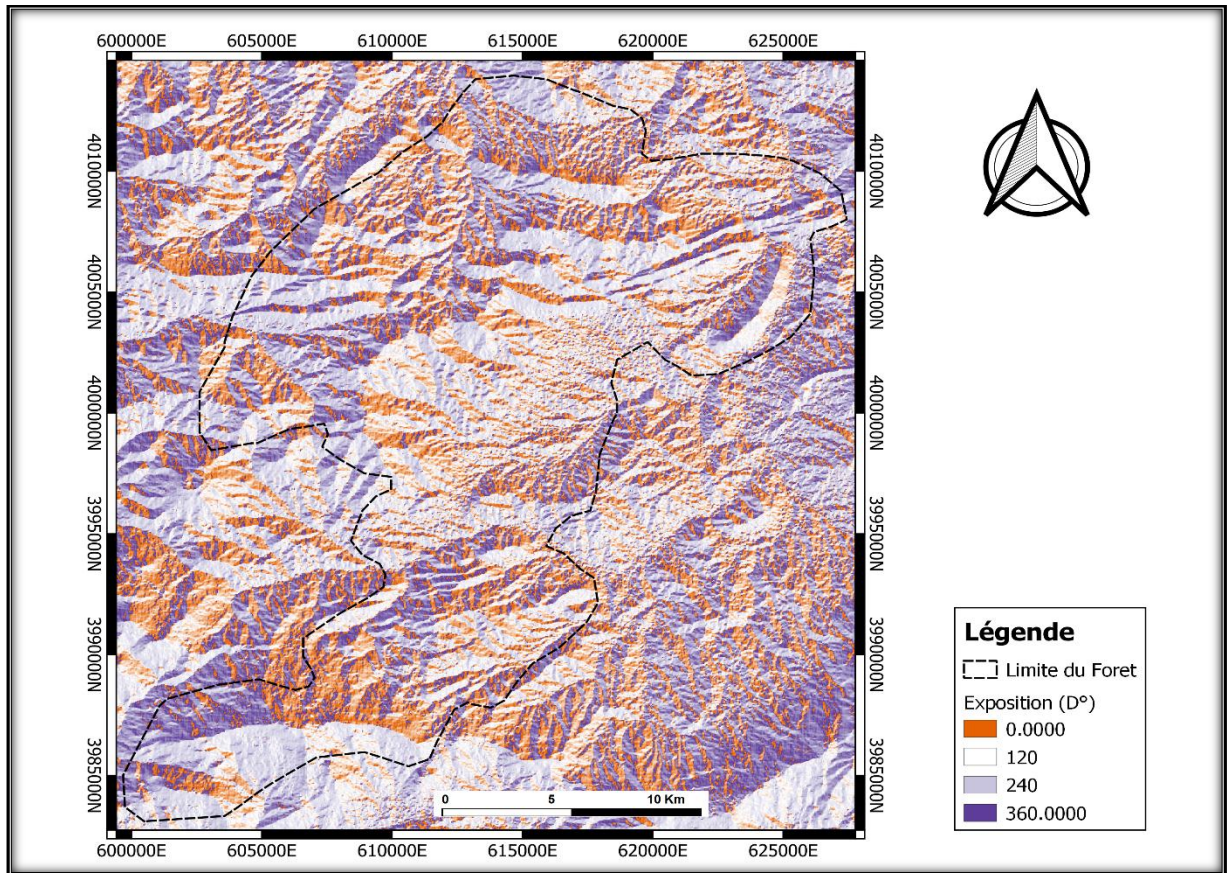 600000E 605000E 610000E 615000E 620000E 625000E
4010000N
4005000N
4000000N
3995000N
3990000N
3985000N
4010000N
4005000N
4000000N
3995000N
3990000N
3985000N
Légende
Limite du Foret
Exposition (D°)
0.0000
120
240
360.0000
0 5 10 Km
600000E 605000E 610000E 615000E 620000E 625000E